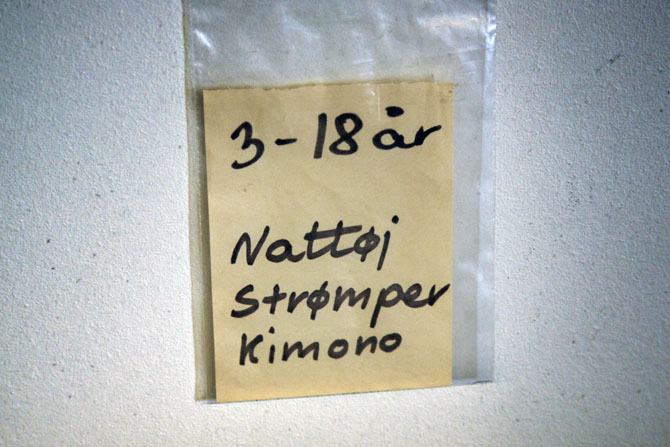 3-18 år
Nattøj
Strømper
Kimono